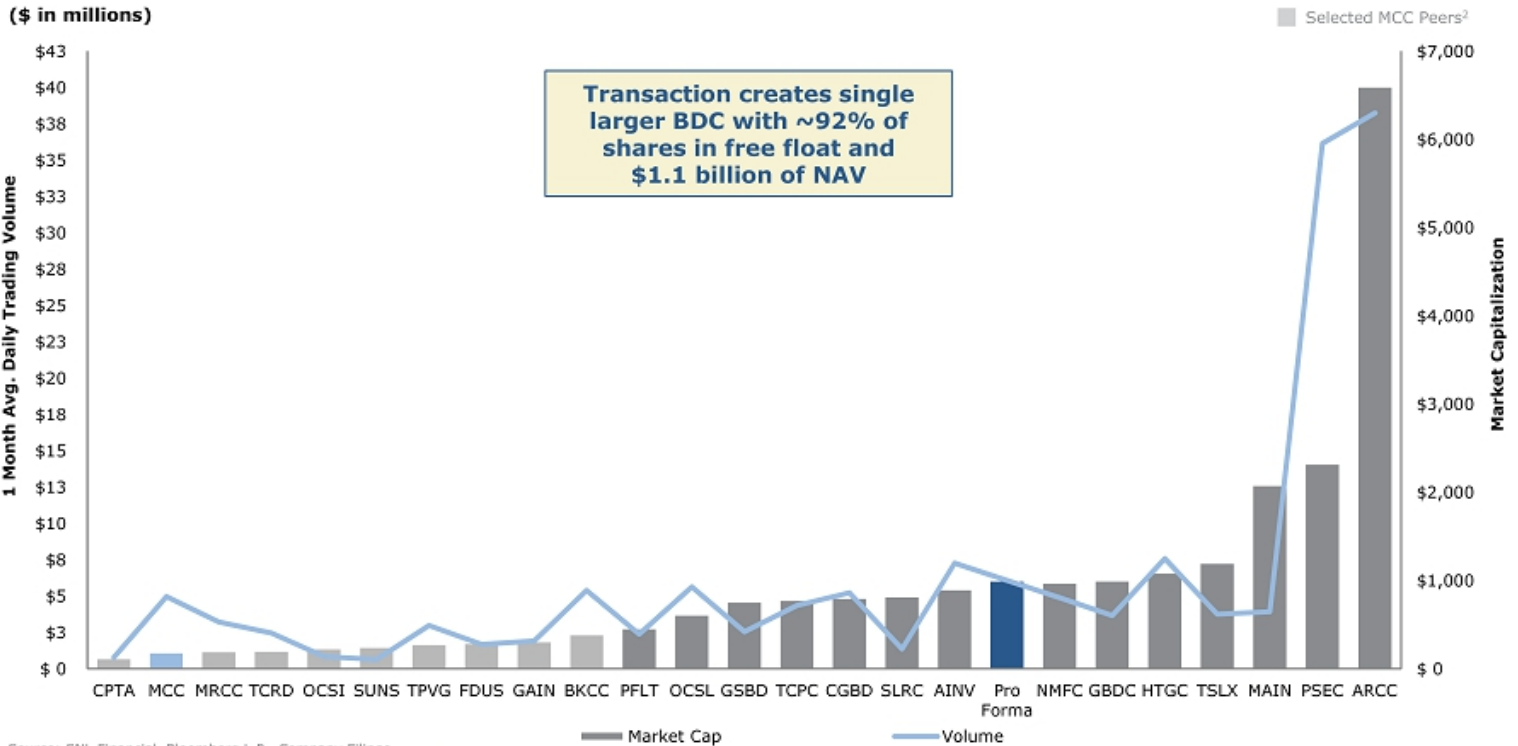 ($ in millions)
Selected MCC Peers²
$43
$40
$38
$35
$33
$30
$28
$25
$23
$20
$18
$15
$13
$10
$8
$5
$3
$ 0
1 Month Avg. Daily Trading Volume
Transaction creates single
larger BDC with ~92% of
shares in free float and
$1.1 billion of NAV
$7,000
$6,000
$5,000
$4,000
$3,000
$2,000
$1,000
$ 0
Market Capitalization
CPTA MCC MRCC TCRD OCSI SUNS TPVG FDUS GAIN BKCC PFLT OCSL GSBD TCPC CGBD SLRC AINV Pro NMFC GBDC HTGC TSLX MAIN PSEC ARCC
Forma
Market Cap Volume